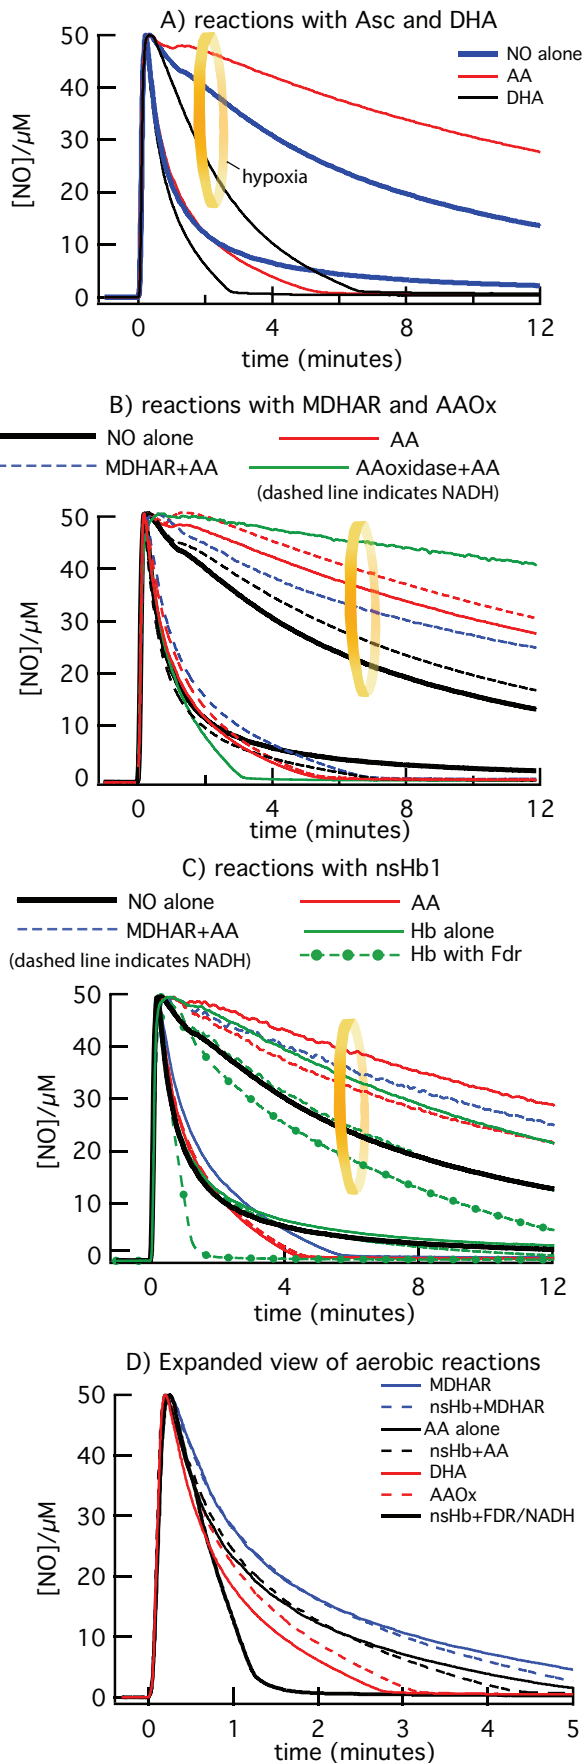 A) reactions with Asc and DHA
NO alone
AA
DHA
hypoxia
[NO]/µM
50
40
30
20
10
0
0 4 8 12
time (minutes)
B) reactions with MDHAR and AAOx
NO alone AA
MDHAR+AA AAoxidase+AA
(dashed line indicates NADH)
[NO]/µM
50
40
30
20
10
0
0 4 8 12
time (minutes)
C) reactions with nsHb1
NO alone AA
MDHAR+AA Hb alone
(dashed line indicates NADH) Hb with Fdr
[NO]/µM
50
40
30
20
10
0
0 4 8 12
time (minutes)
D) Expanded view of aerobic reactions
MDHAR
nsHb+MDHAR
AA alone
nsHb+AA
DHA
AAOx
nsHb+FDR/NADH
[NO]/µM
50
40
30
20
10
0
0 1 2 3 4 5
time (minutes)